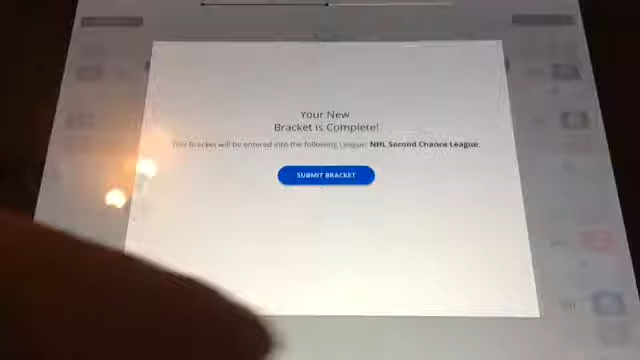 Your New
Bracket is Complete!
This Bracket will be entered into the following League: NHL Second Chance League
SUBMIT BRACKET